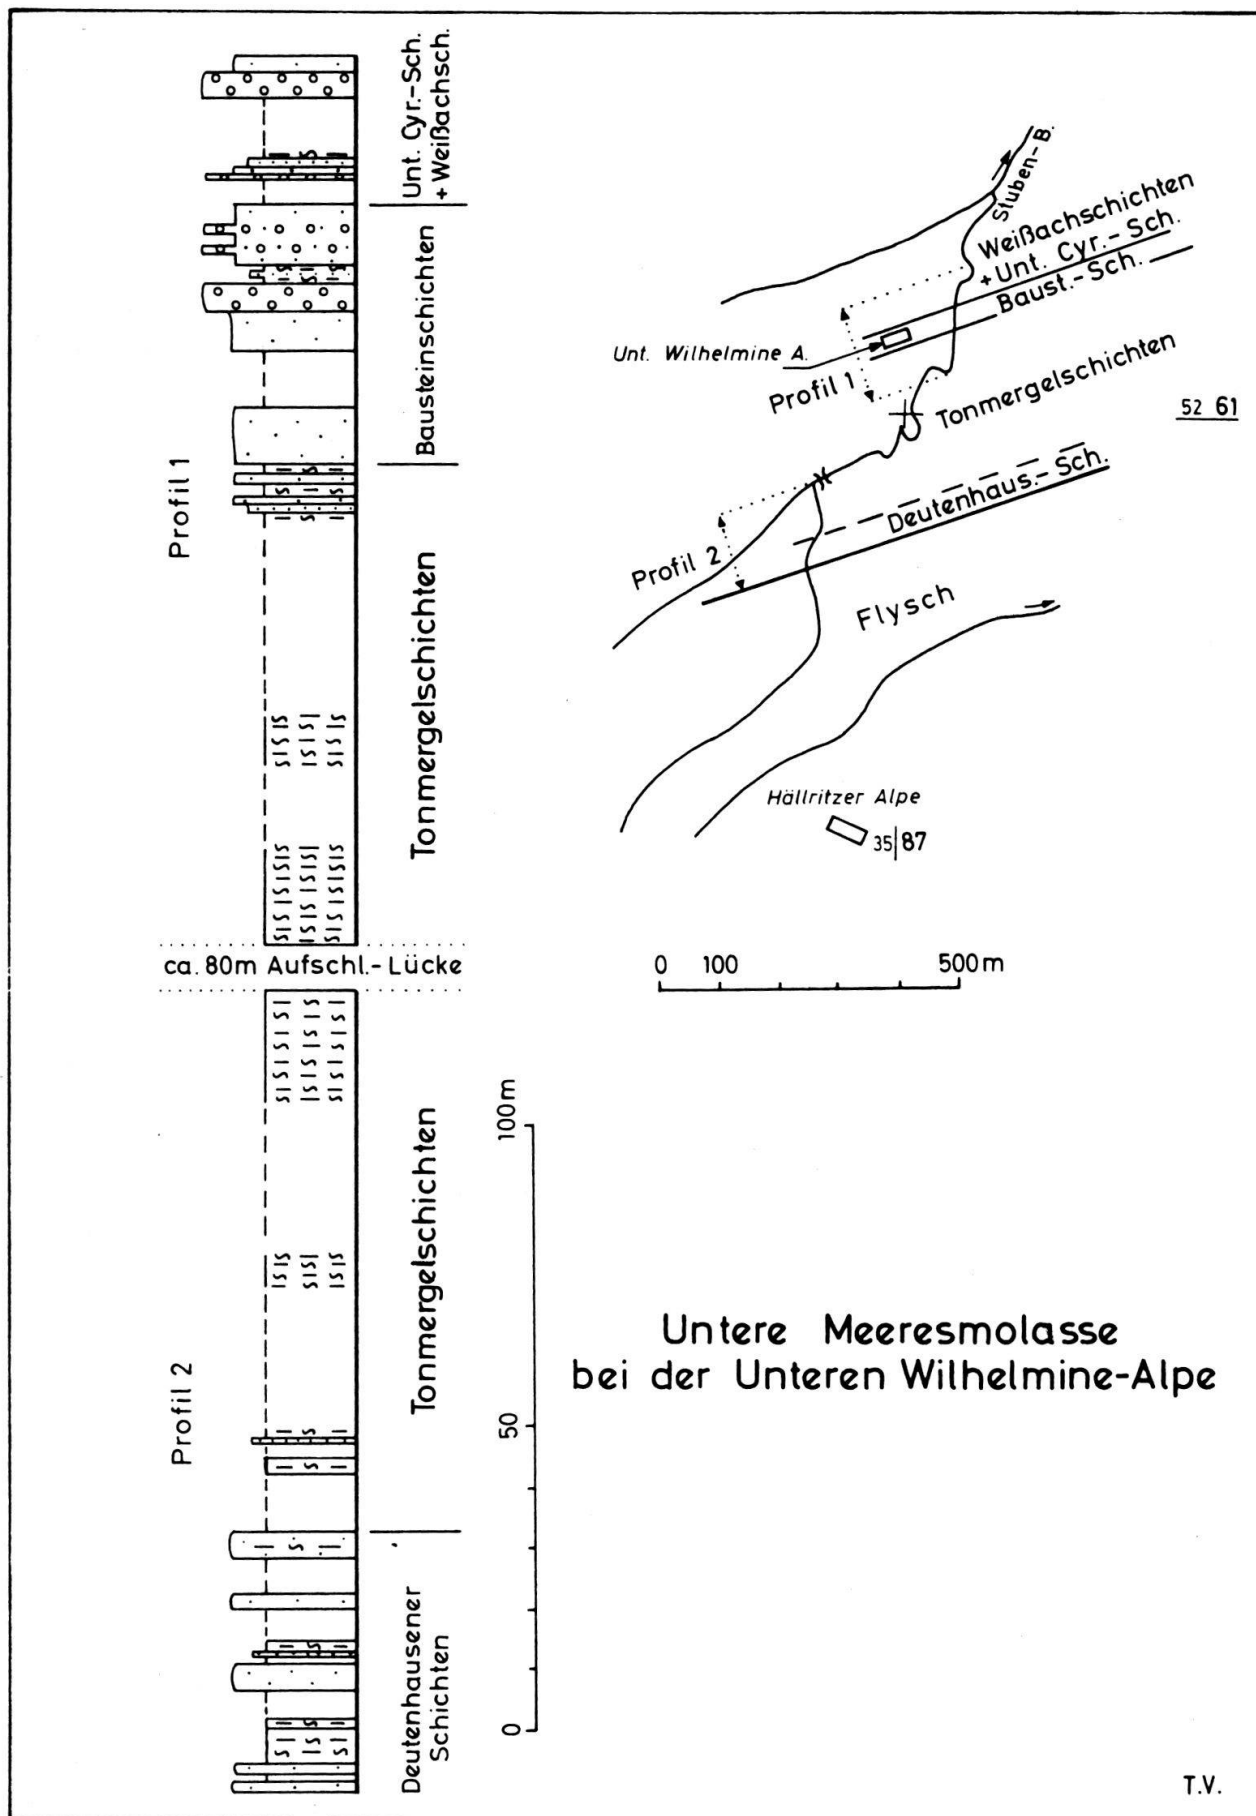 Unt. Cyr.-Sch.
+ Weißachsch.
Bausteinschichten
Profil 1
Tonmergelschichten
ca. 80m Aufschl.-Lücke
Tonmergelschichten
Profil 2
Deutenhausener
Schichten
100m
50
0
Stuben-B.
Weißachschichten
+Unt. Cyr.-Sch.
Baust.-Sch.
Unt. Wilhelmine A.
Profil 1
Tonmergelschichten
52 61
Deutenhaus.-Sch.
Profil 2
Flysch
Hällritzer Alpe
35|87
0 100 500m
Untere Meeresmolasse
bei der Unteren Wilhelmine-Alpe
T.V.